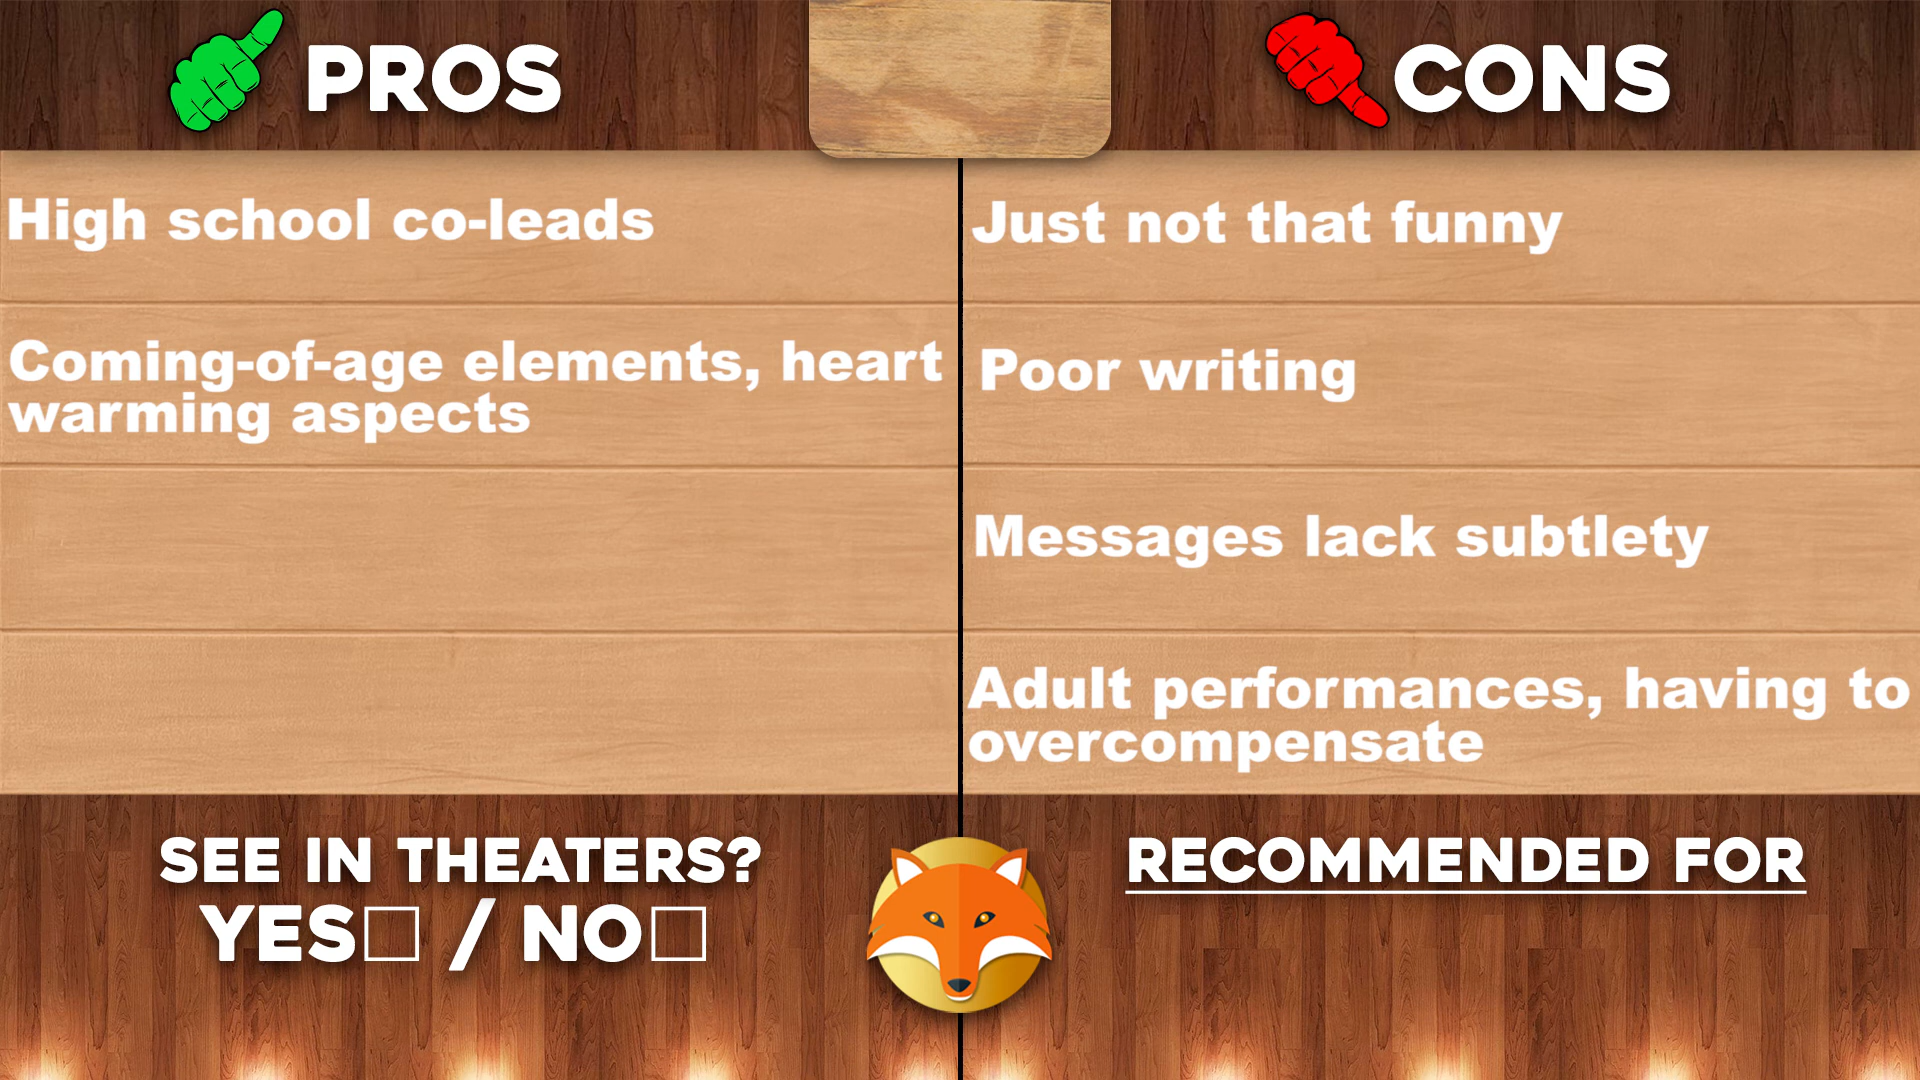 PROS
High school co-leads
Coming-of-age elements, heart
warming aspects
CONS
Just not that funny
Poor writing
Messages lack subtlety
Adult performances, having to
overcompensate
SEE IN THEATERS?
YES□ / NO□
RECOMMENDED FOR